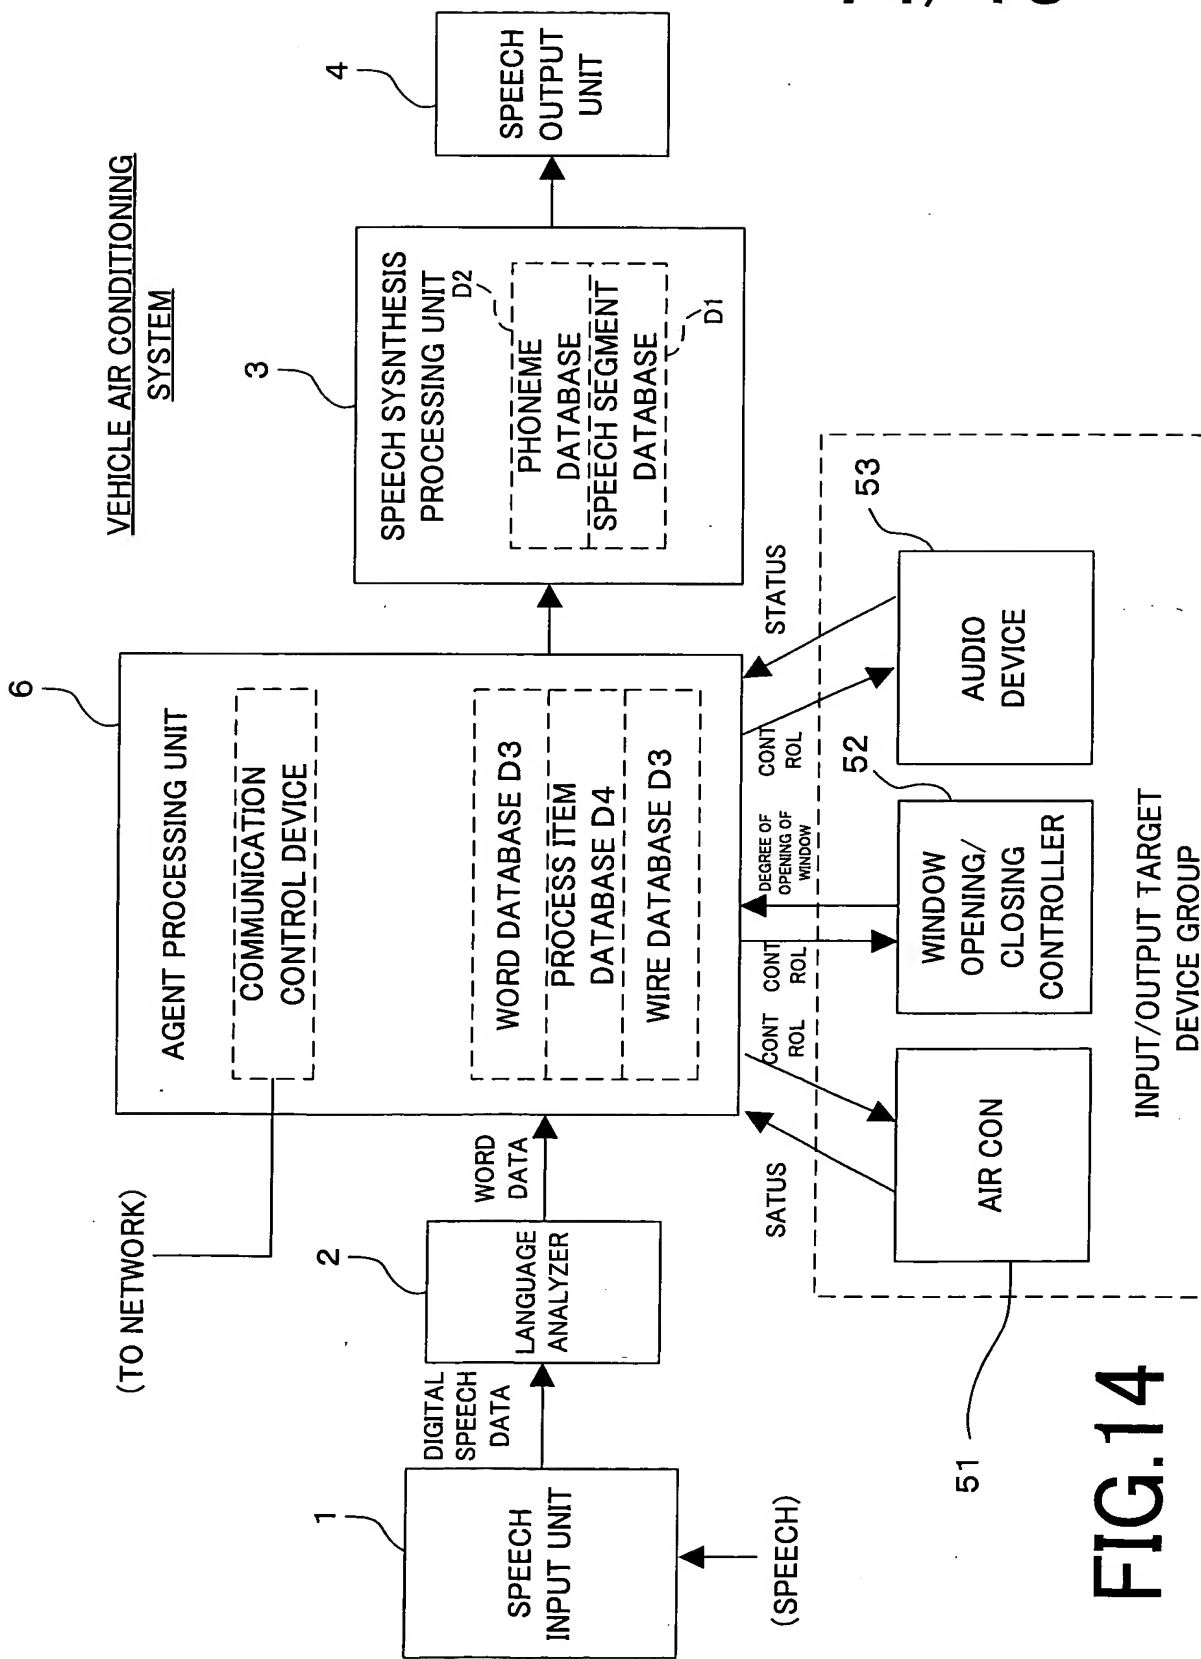 VEHICLE AIR CONDITIONING
SYSTEM
(TO NETWORK)
6
AGENT PROCESSING UNIT
COMMUNICATION
CONTROL DEVICE
WORD DATABASE D3
PROCESS ITEM
DATABASE D4
WIRE DATABASE D3
3
SPEECH SYSNTHESIS
PROCESSING UNIT
D2
PHONEME
DATABASE
SPEECH SEGMENT
DATABASE
D1
4
SPEECH
OUTPUT
UNIT
1
SPEECH
INPUT UNIT
(SPEECH)
DIGITAL
SPEECH
DATA
2
LANGUAGE
ANALYZER
WORD
DATA
SATUS
CONT
ROL
CONT
ROL
DEGREE OF
OPENING OF
WINDOW
CONT
ROL
STATUS
51
AIR CON
52
WINDOW
OPENING/
CLOSING
CONTROLLER
53
AUDIO
DEVICE
INPUT/OUTPUT TARGET
DEVICE GROUP
FIG.14